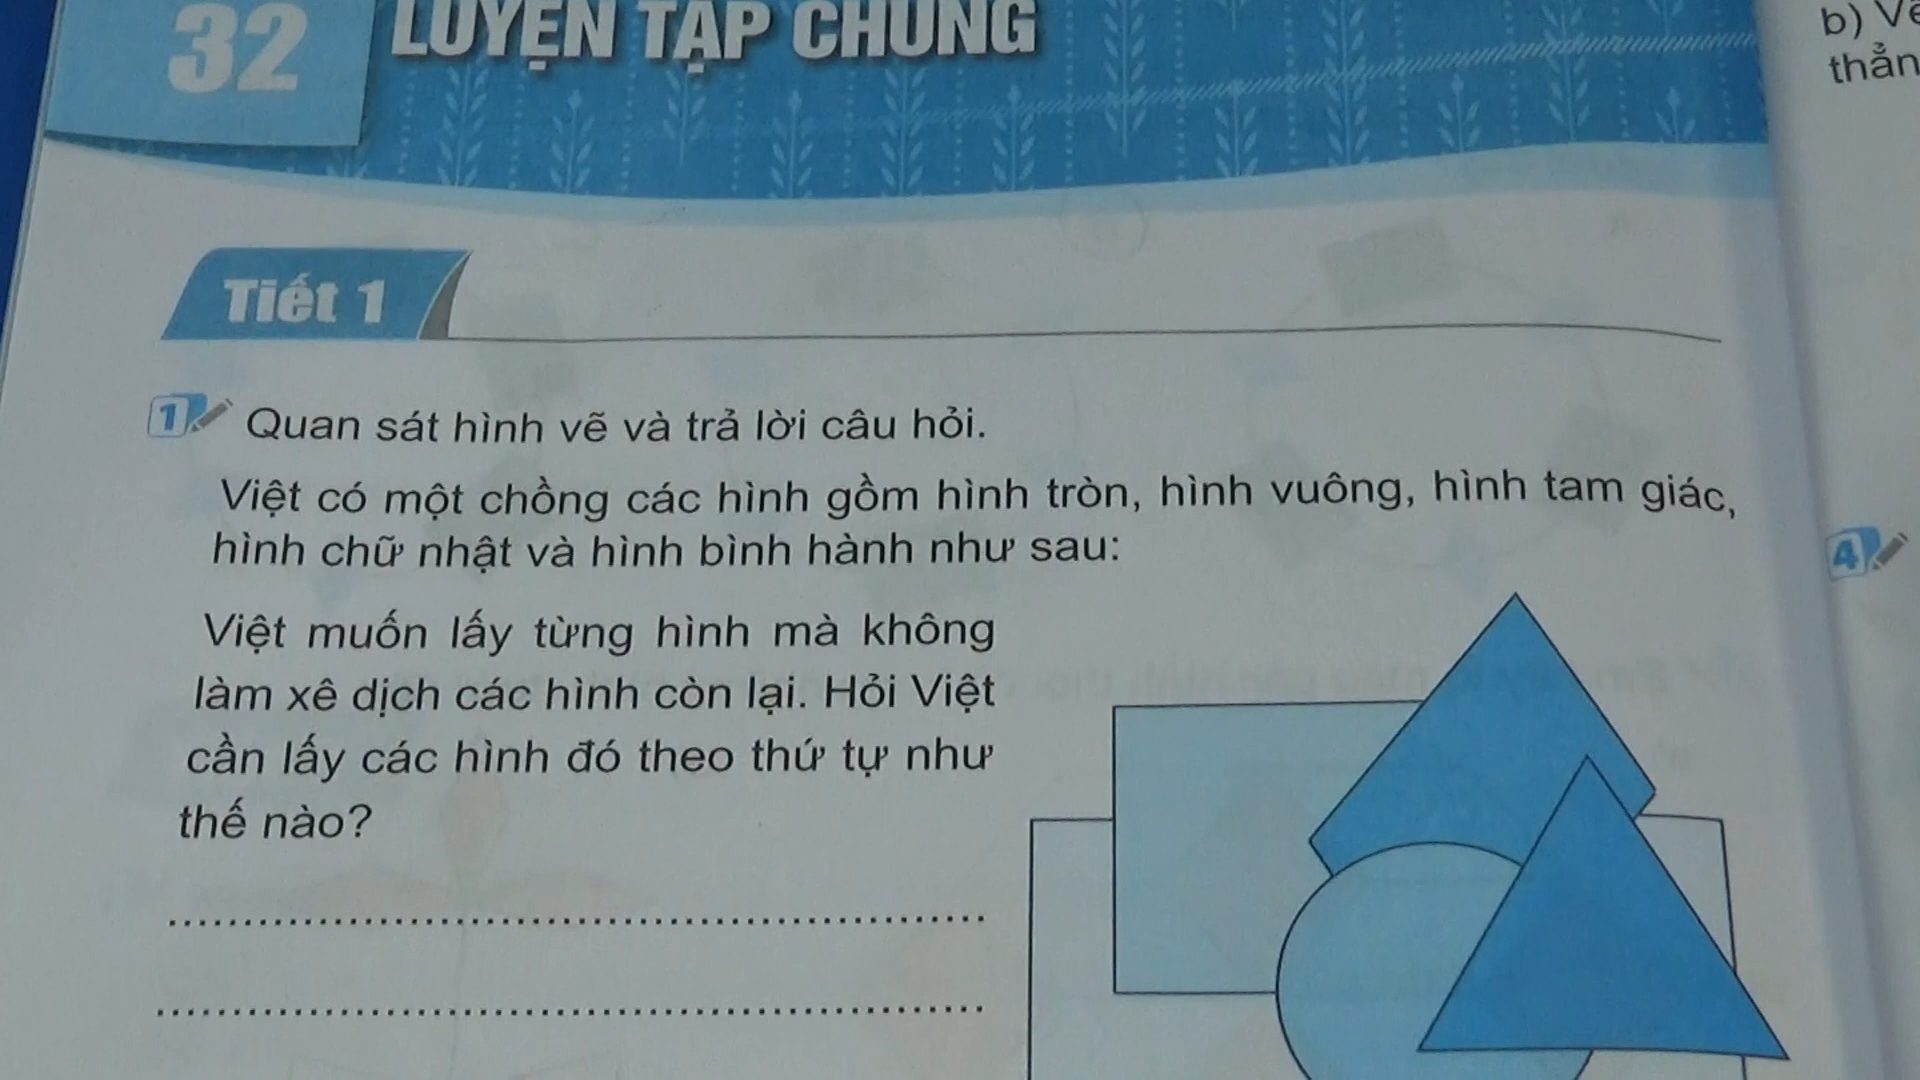 32 LUYỆN TẬP CHUNG
Tiết 1
1 Quan sát hình vẽ và trả lời câu hỏi.
Việt có một chồng các hình gồm hình tròn, hình vuông, hình tam giác,
hình chữ nhật và hình bình hành như sau:
Việt muốn lấy từng hình mà không
làm xê dịch các hình còn lại. Hỏi Việt
cần lấy các hình đó theo thứ tự như
thế nào?
b)
4